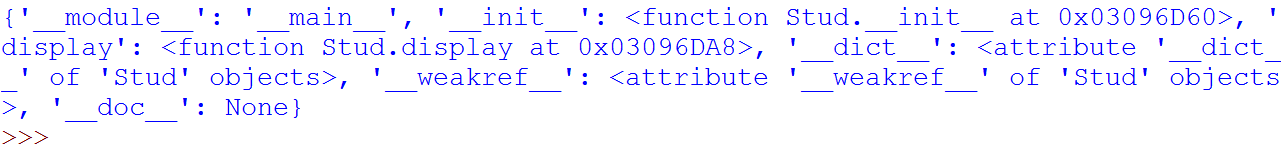 {'__module__': '__main__', '__init__': <function Stud.__init__ at 0x03096D60>, '
display': <function Stud.display at 0x03096DA8>, '__dict__': <attribute '__dict_
_' of 'Stud' objects>, '__weakref__': <attribute '__weakref__' of 'Stud' objects
>, '__doc__': None}
>>>